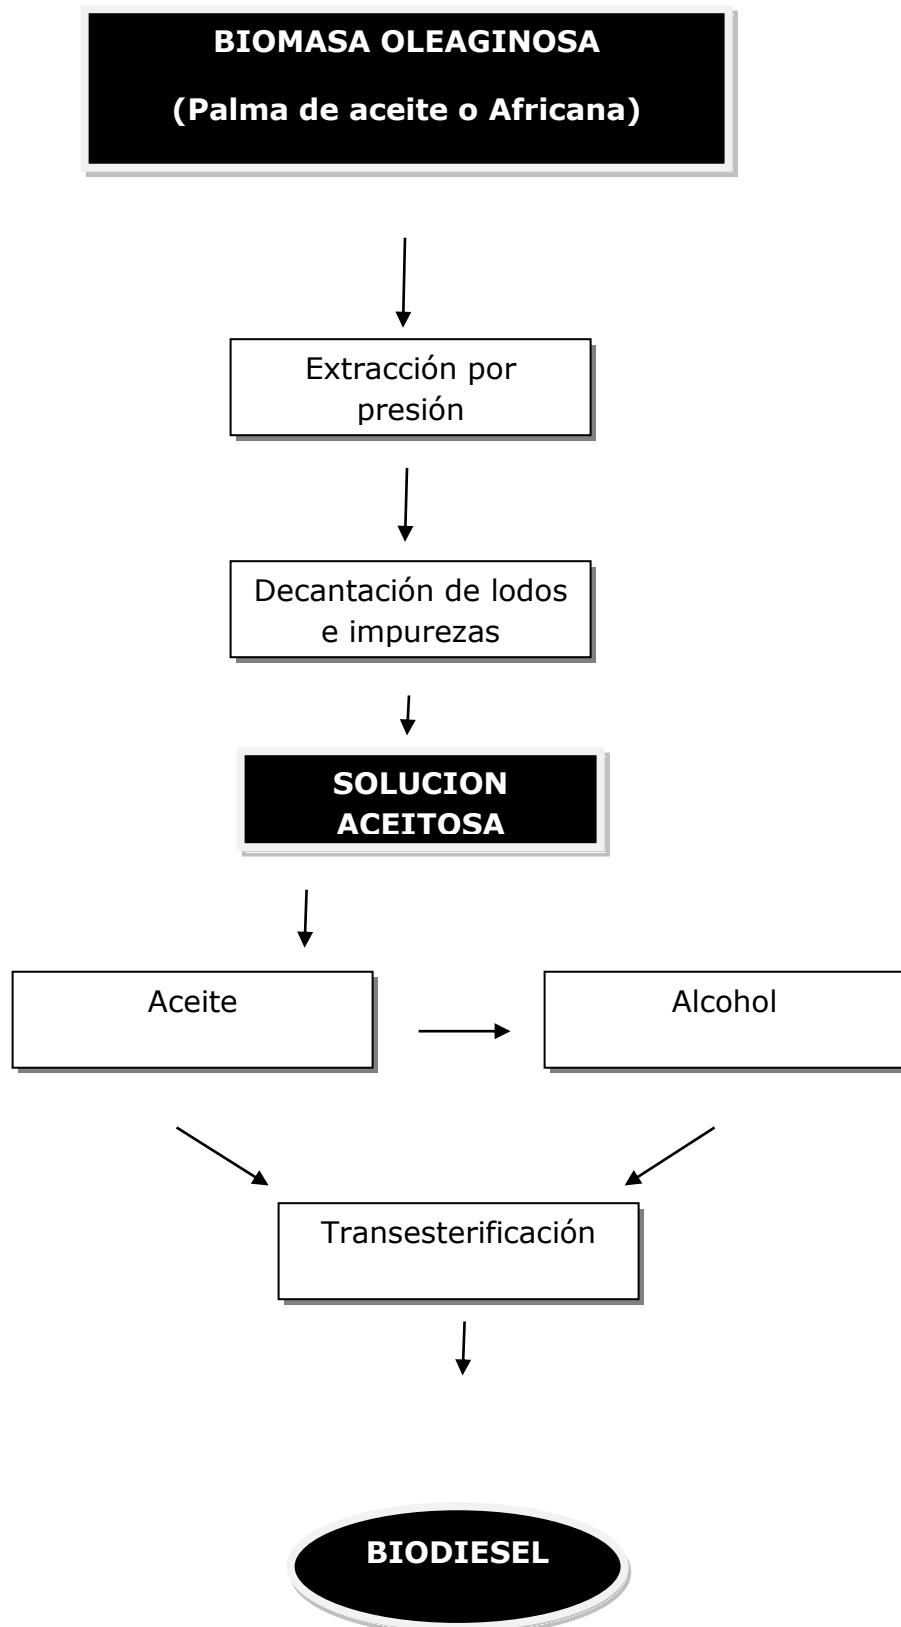 BIOMASA OLEAGINOSA
(Palma de aceite o Africana)
Extracción por
presión
Decantación de lodos
e impurezas
SOLUCION
ACEITOSA
Aceite
Alcohol
Transesterificación
BIODIESEL